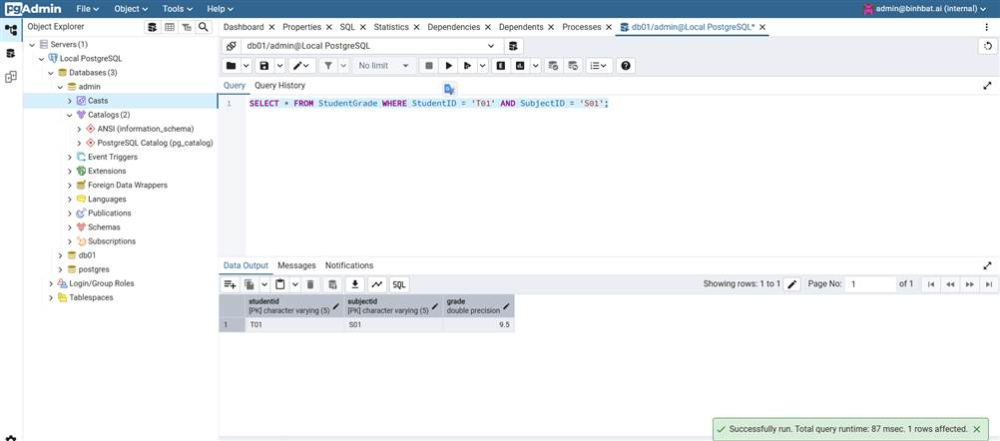 pgAdmin File Object Tools Help admin@binhbat.ai (internal)
Object Explorer
Dashboard Properties SQL Statistics Dependencies Dependents Processes db01/admin@Local PostgreSQL*
Servers (1)
Local PostgreSQL
Databases (3)
admin
Casts
Catalogs (2)
ANSI (information_schema)
PostgreSQL Catalog (pg_catalog)
Event Triggers
Extensions
Foreign Data Wrappers
Languages
Publications
Schemas
Subscriptions
db01
postgres
Login/Group Roles
Tablespaces
db01/admin@Local PostgreSQL
No limit
Query Query History
1 SELECT * FROM StudentGrade WHERE StudentID = 'T01' AND SubjectID = 'S01';
Data Output Messages Notifications
SQL Showing rows: 1 to 1 Page No: 1 of 1
studentid subjectid grade
[PK] character varying (5) [PK] character varying (5) double precision
1 T01 S01 9.5
Successfully run. Total query runtime: 87 msec. 1 rows affected.